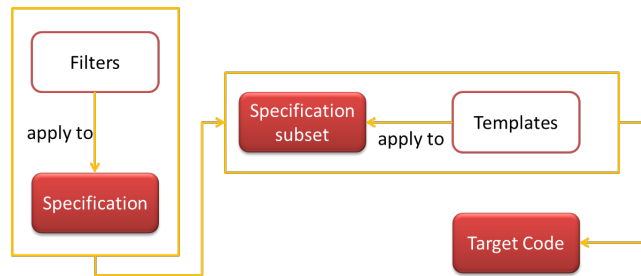 Filters
apply to
Specification
Specification
subset
apply to
Templates
Target Code